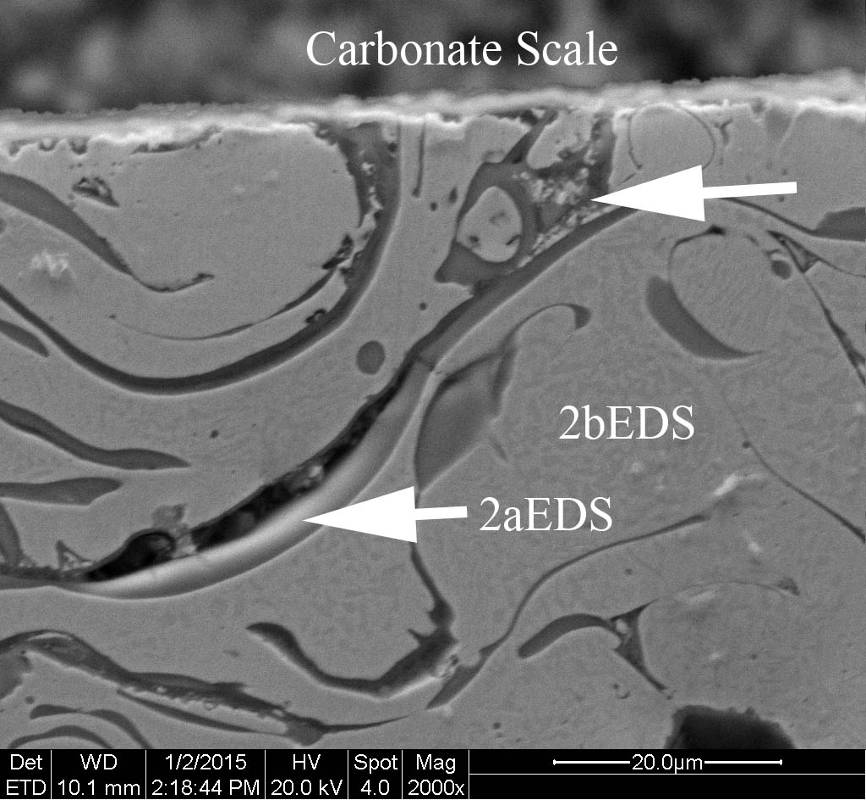 Carbonate Scale
2bEDS
2aEDS
Det WD 1/2/2015 HV Spot Mag 20.0µm
ETD 10.1 mm 2:18:44 PM 20.0 kV 4.0 2000x